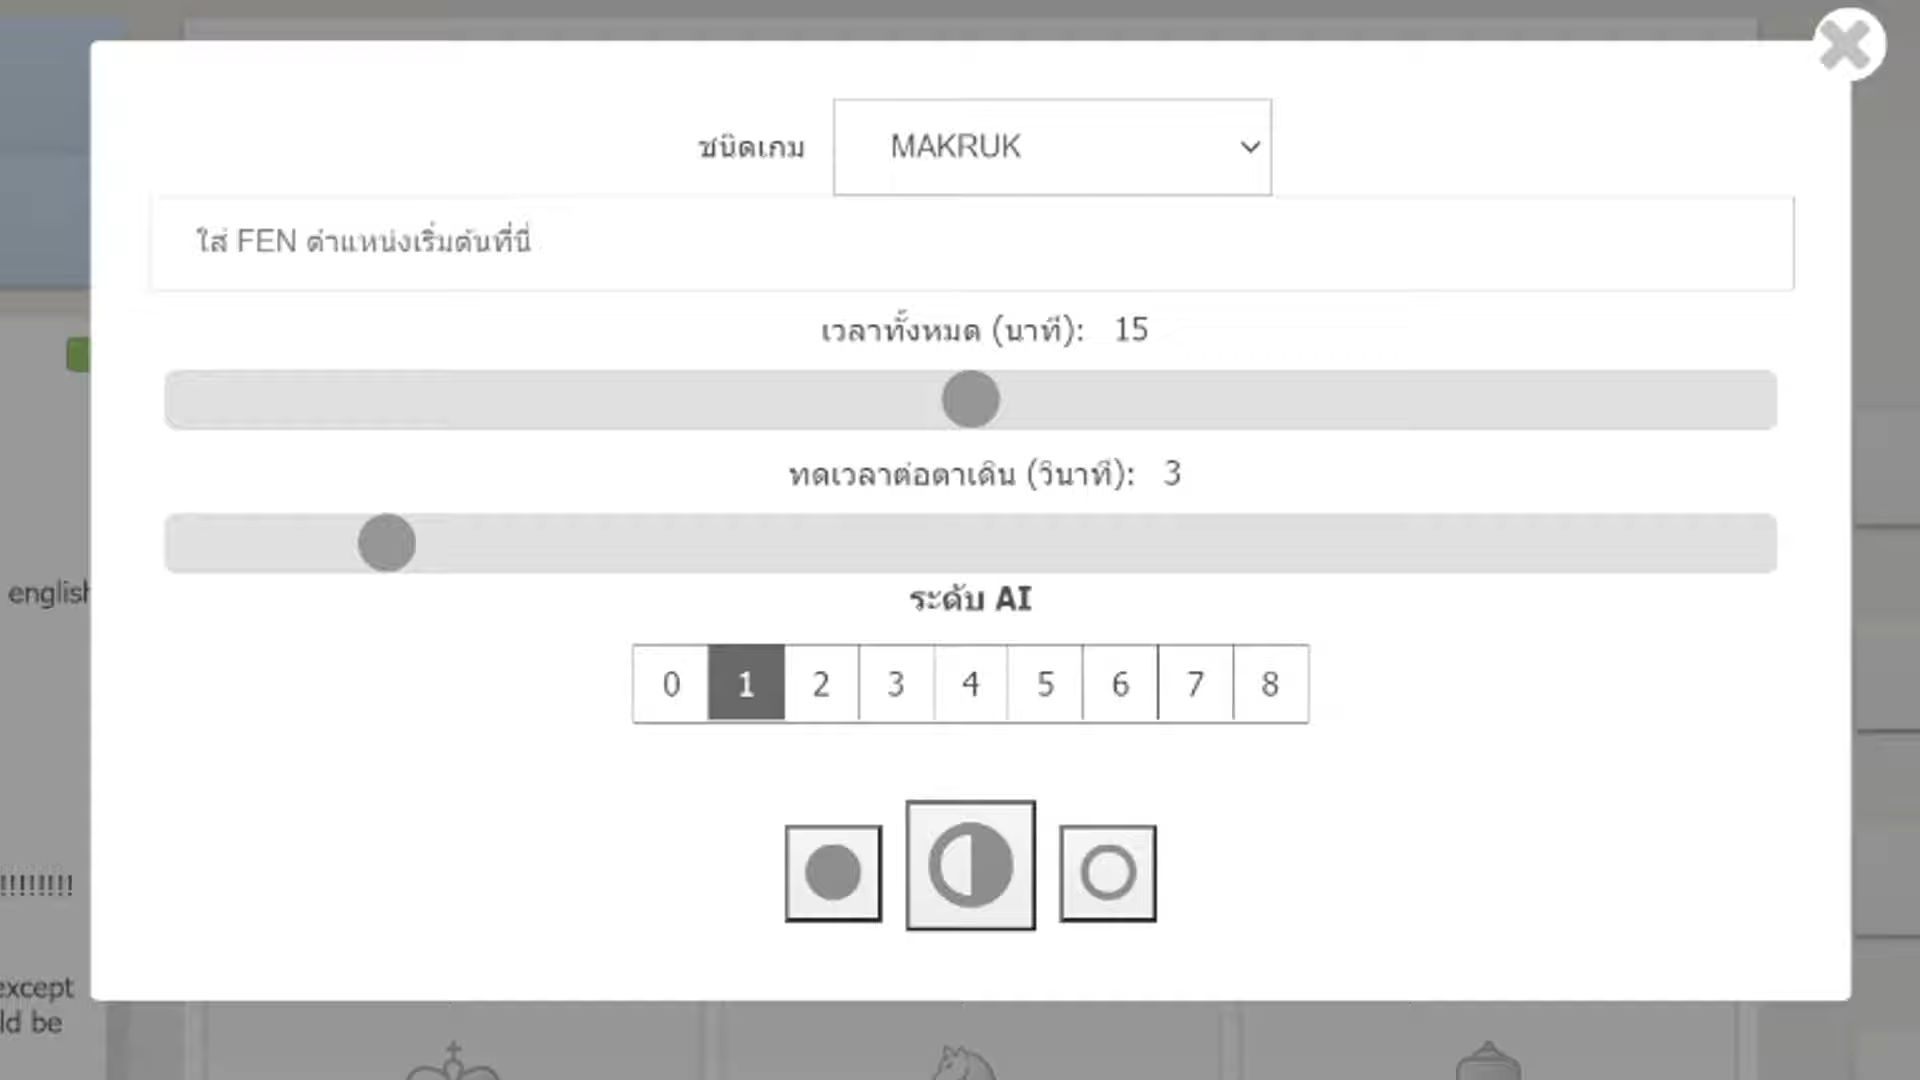 ชนิดเกม MAKRUK
ใส่ FEN ตำแหน่งเริ่มต้นที่นี่
เวลาทั้งหมด (นาที): 15
ทดเวลาต่อตาเดิน (วินาที): 3
english
ระดับ AI
0 1 2 3 4 5 6 7 8
!!!!!!!!!
except
ld be